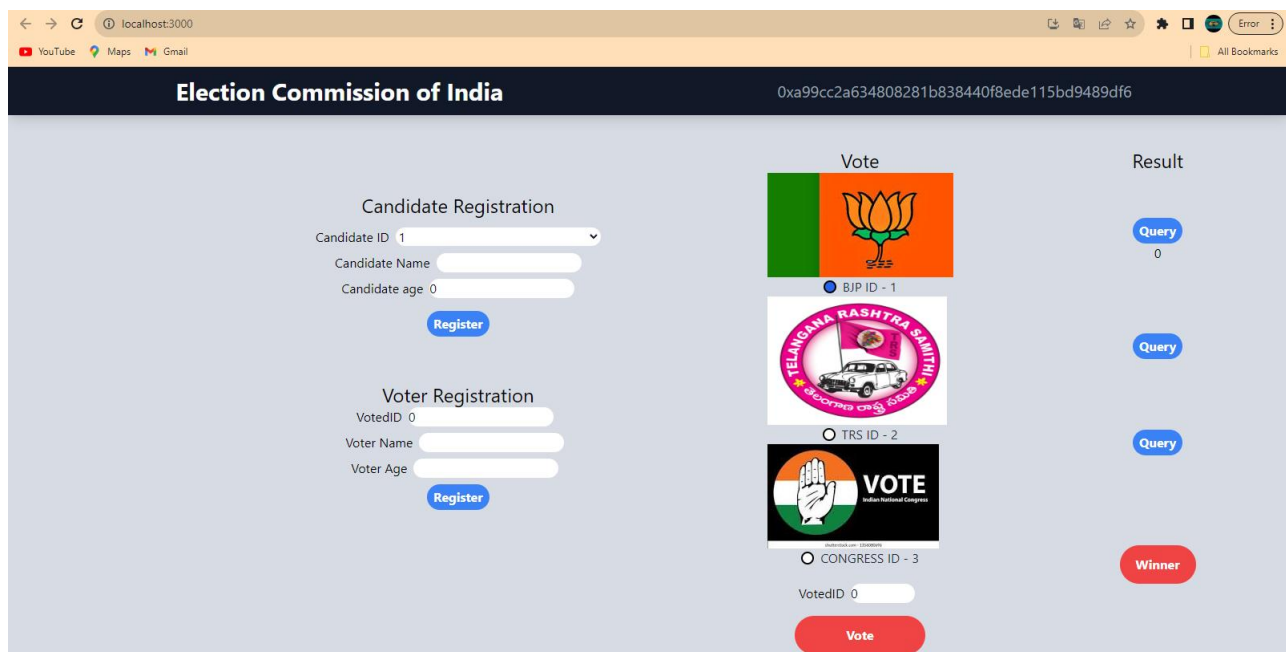 localhost:3000
Error
YouTube Maps Gmail
All Bookmarks
Election Commission of India
0xa99cc2a634808281b838440f8ede115bd9489df6
Candidate Registration
Candidate ID 1
Candidate Name
Candidate age 0
Register
Voter Registration
VotedID 0
Voter Name
Voter Age
Register
Vote
BJP ID - 1
TELANGANA RASHTRA SAMITHI
తెలంగాణ రాష్ట్ర సమితి
TRS ID - 2
VOTE
Indian National Congress
CONGRESS ID - 3
VotedID 0
Vote
Result
Query
0
Query
Query
Winner